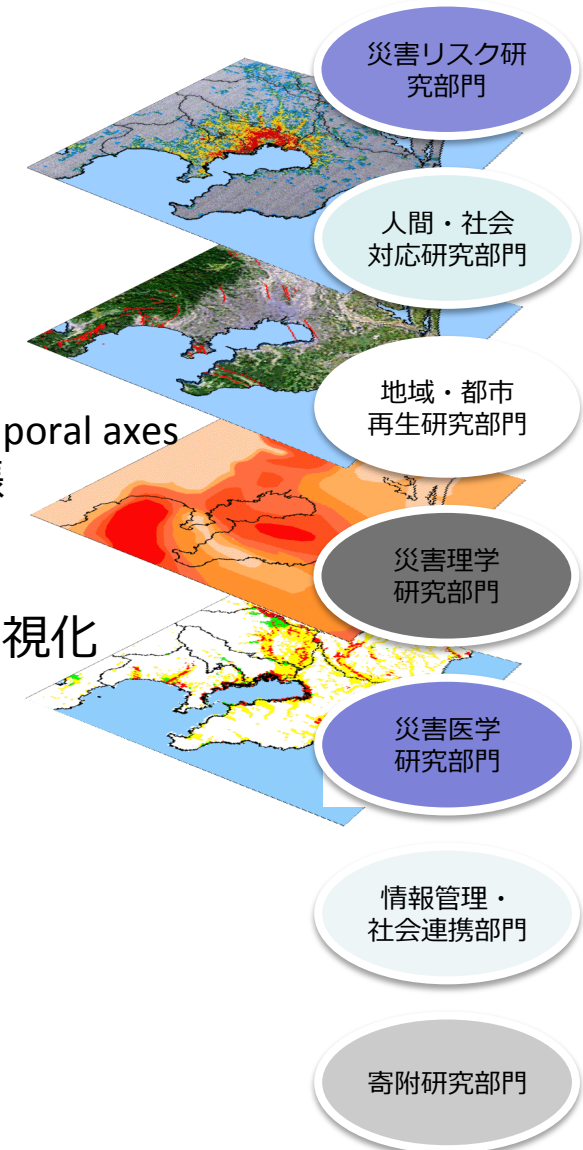 災害リスク研
究部門
人間・社会
対応研究部門
地域・都市
再生研究部門
poral axes
災害理学
研究部門
視化
災害医学
研究部門
情報管理・
社会連携部門
寄附研究部門